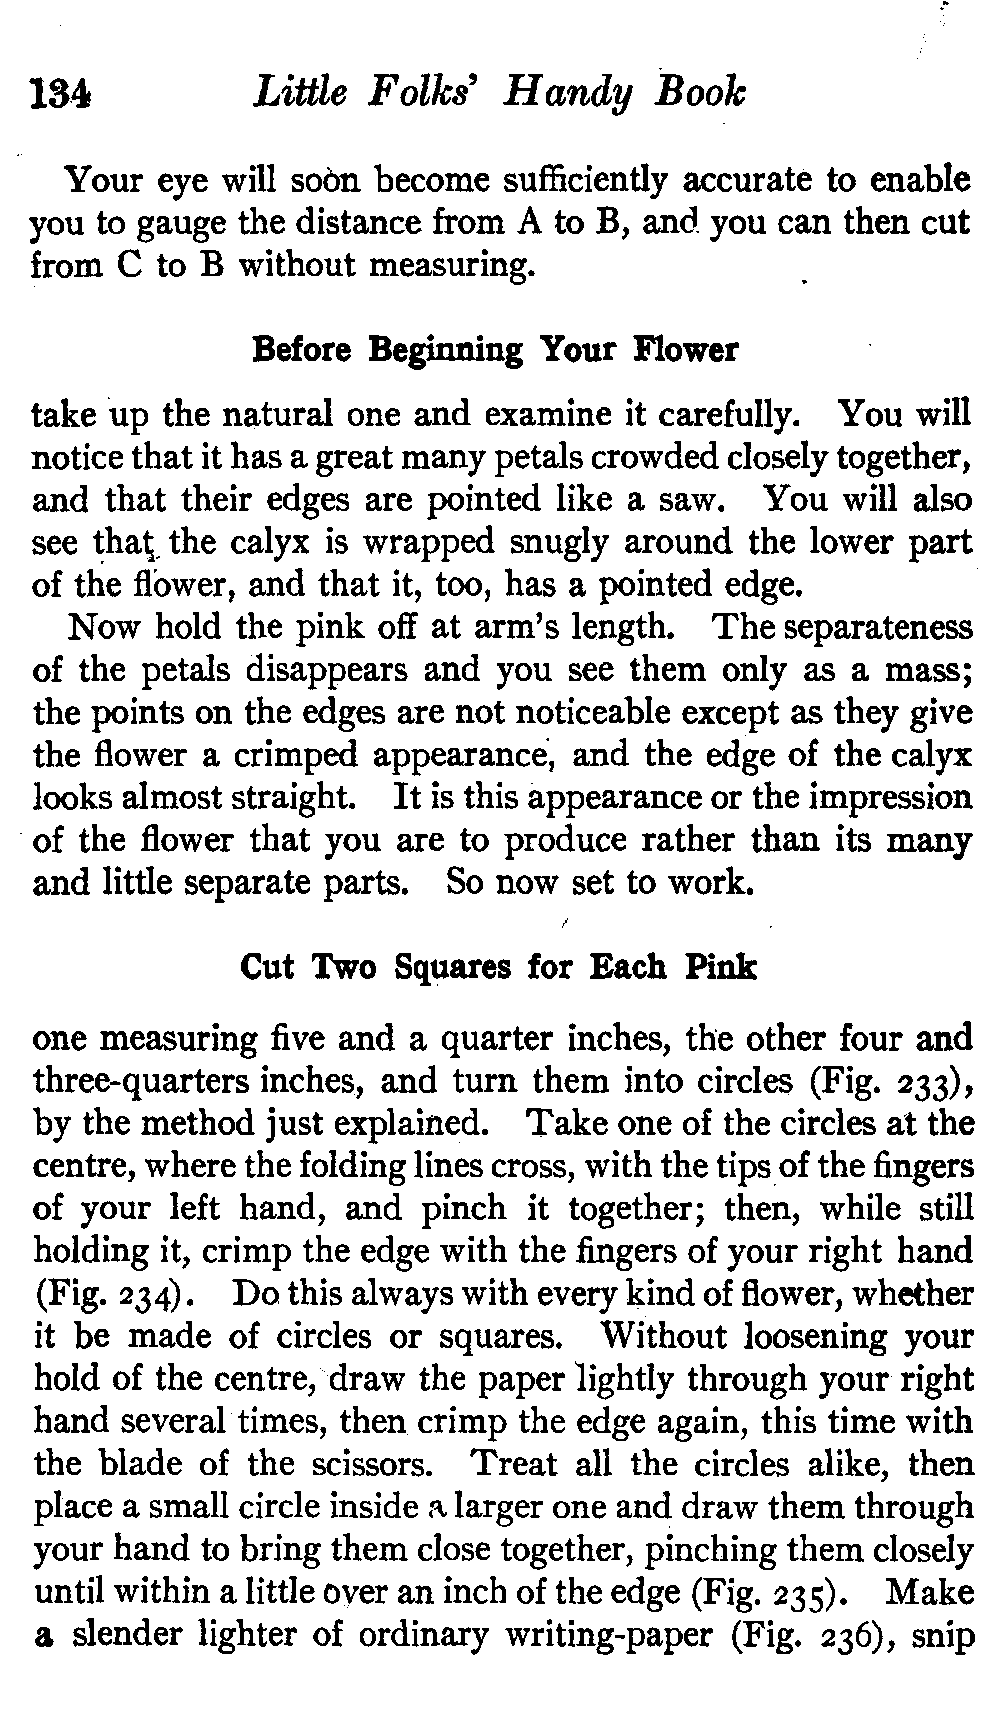 134 Little Folks' Handy Book
Your eye will soon become sufficiently accurate to enable
you to gauge the distance from A to B, and you can then cut
from C to B without measuring.
Before Beginning Your Flower
take up the natural one and examine it carefully. You will
notice that it has a great many petals crowded closely together,
and that their edges are pointed like a saw. You will also
see that the calyx is wrapped snugly around the lower part
of the flower, and that it, too, has a pointed edge.
Now hold the pink off at arm's length. The separateness
of the petals disappears and you see them only as a mass;
the points on the edges are not noticeable except as they give
the flower a crimped appearance, and the edge of the calyx
looks almost straight. It is this appearance or the impression
of the flower that you are to produce rather than its many
and little separate parts. So now set to work.
Cut Two Squares for Each Pink
one measuring five and a quarter inches, the other four and
three-quarters inches, and turn them into circles (Fig. 233),
by the method just explained. Take one of the circles at the
centre, where the folding lines cross, with the tips of the fingers
of your left hand, and pinch it together; then, while still
holding it, crimp the edge with the fingers of your right hand
(Fig. 234). Do this always with every kind of flower, whether
it be made of circles or squares. Without loosening your
hold of the centre, draw the paper lightly through your right
hand several times, then crimp the edge again, this time with
the blade of the scissors. Treat all the circles alike, then
place a small circle inside a larger one and draw them through
your hand to bring them close together, pinching them closely
until within a little over an inch of the edge (Fig. 235). Make
a slender lighter of ordinary writing-paper (Fig. 236), snip